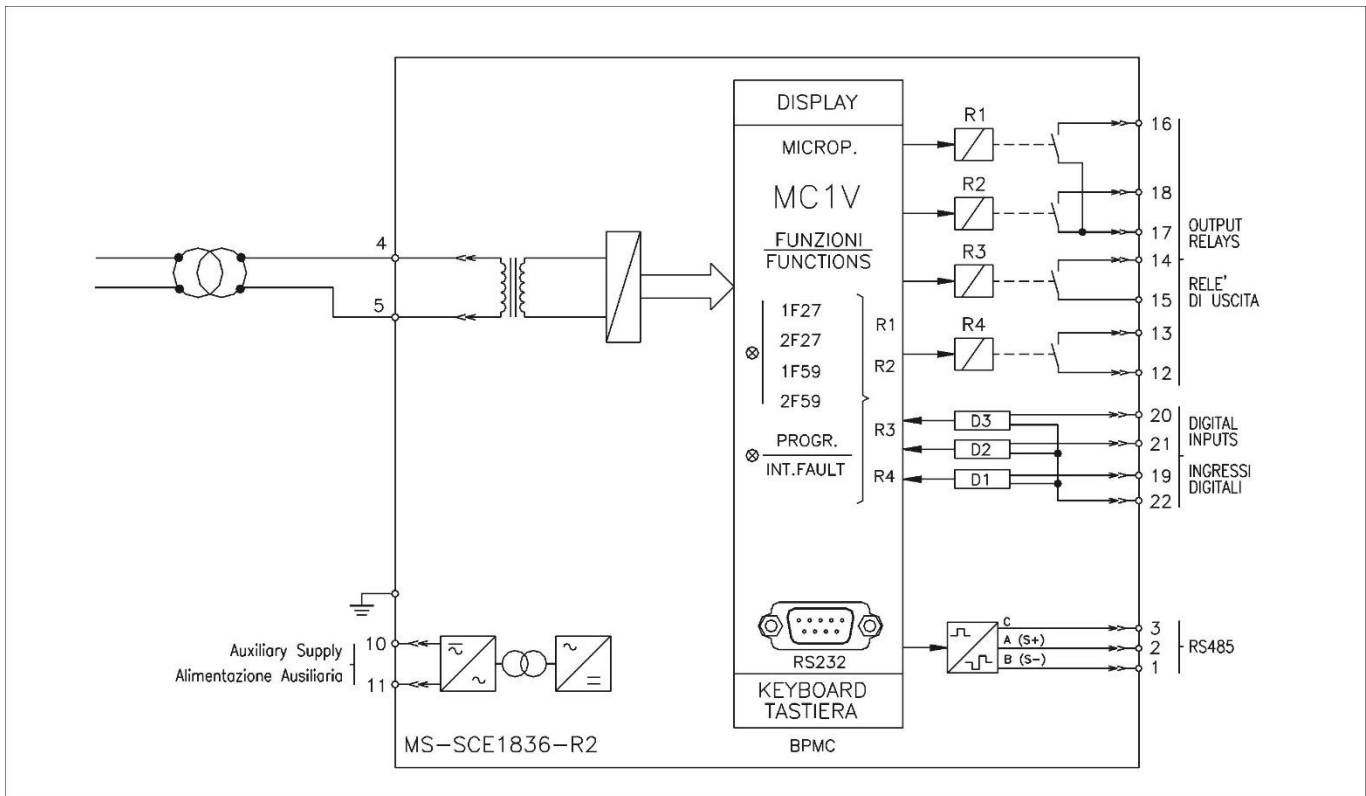 DISPLAY
MICROP.
MC1V
FUNZIONI
FUNCTIONS
1F27
2F27
1F59
2F59
PROGR.
INT.FAULT
R1
R2
R3
R4
RS232
KEYBOARD
TASTIERA
BPMC
4
5
Auxiliary Supply
Alimentazione Ausiliaria
10
11
MS-SCE1836-R2
R1
R2
R3
R4
16
18
17
14
15
13
12
OUTPUT
RELAYS
RELE'
DI USCITA
D3
D2
D1
20
21
19
22
DIGITAL
INPUTS
INGRESSI
DIGITALI
C
A (S+)
B (S-)
3
2
1
RS485